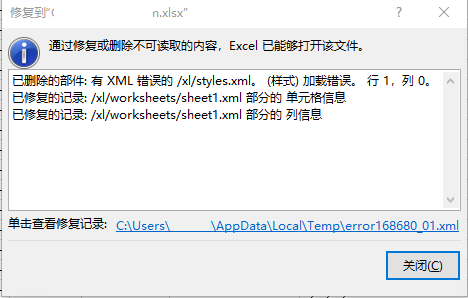 修复到“ n.xlsx”
通过修复或删除不可读取的内容，Excel 已能够打开该文件。
已删除的部件: 有 XML 错误的 /xl/styles.xml。 (样式) 加载错误。 行 1，列 0。
已修复的记录: /xl/worksheets/sheet1.xml 部分的 单元格信息
已修复的记录: /xl/worksheets/sheet1.xml 部分的 列信息
单击查看修复记录: C:\Users\ \AppData\Local\Temp\error168680_01.xml
关闭(C)